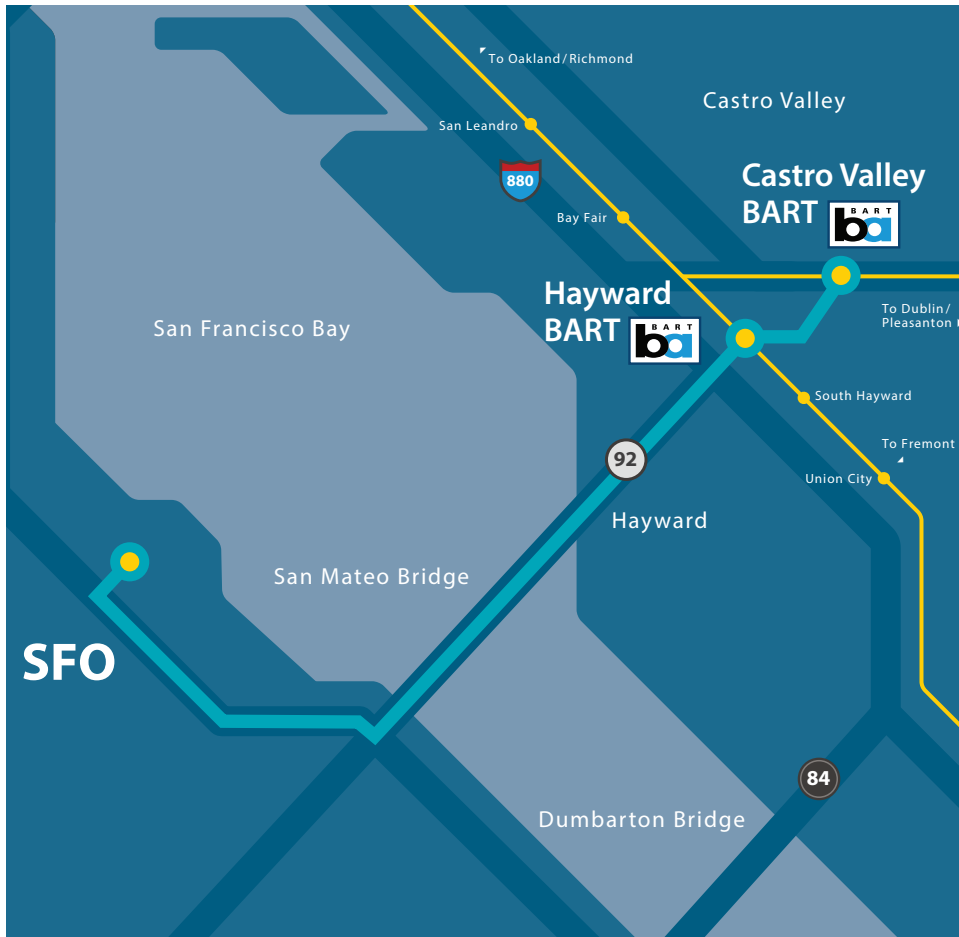 To Oakland/Richmond
Castro Valley
San Leandro
880
Castro Valley
BART
BART
ba
Bay Fair
Hayward
BART
BART
ba
To Dublin/
Pleasanton
San Francisco Bay
South Hayward
To Fremont
92
Union City
Hayward
San Mateo Bridge
SFO
84
Dumbarton Bridge